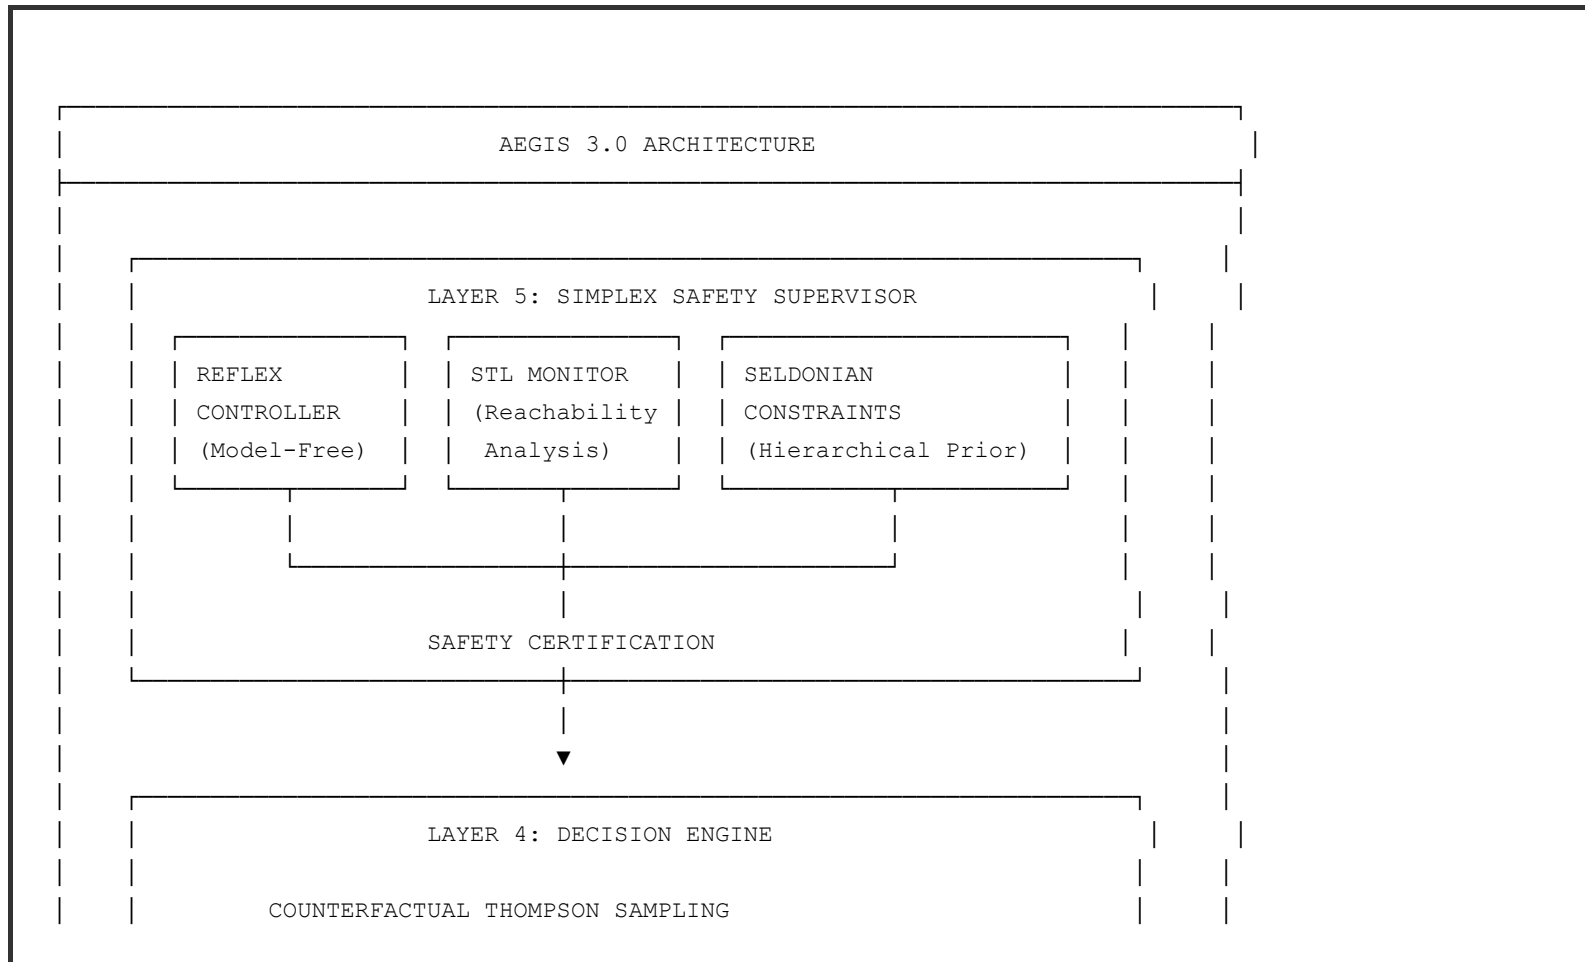 AEGIS 3.0 ARCHITECTURE
LAYER 5: SIMPLEX SAFETY SUPERVISOR
REFLEX STL MONITOR SELDONIAN
CONTROLLER (Reachability CONSTRAINTS
(Model-Free) Analysis) (Hierarchical Prior)
SAFETY CERTIFICATION
LAYER 4: DECISION ENGINE
COUNTERFACTUAL THOMPSON SAMPLING